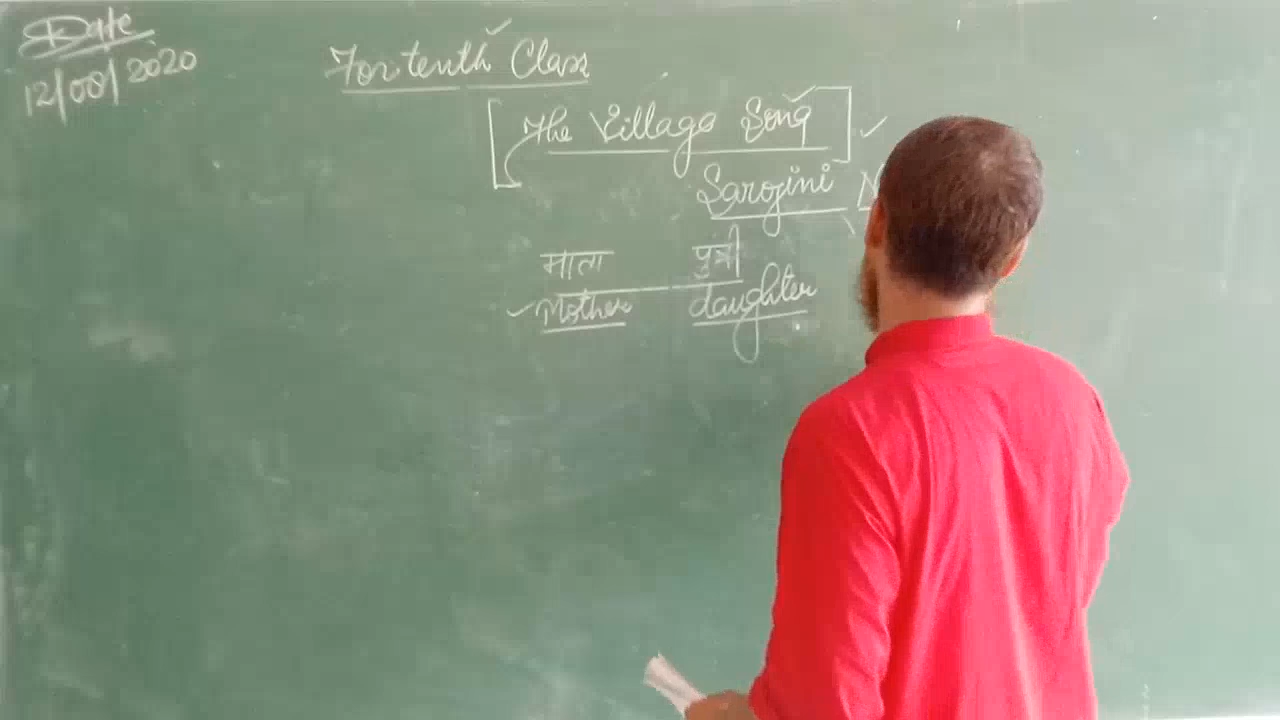 Date
12/08/2020
For tenth Class
[The Village Song]
Sarojini N
माता पुत्री
Mother daughter